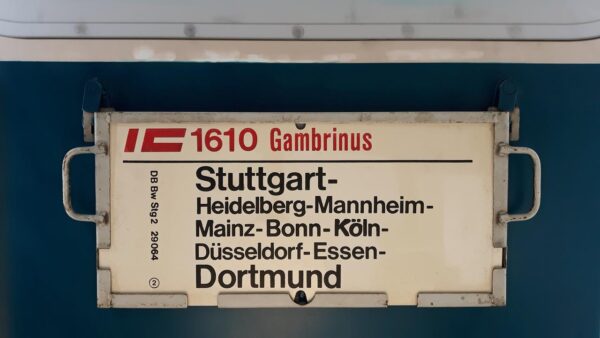 IC 1610 Gambrinus
Stuttgart-
Heidelberg-Mannheim-
Mainz-Bonn-Köln-
Düsseldorf-Essen-
Dortmund
DB Bw Stg 2 29064
②